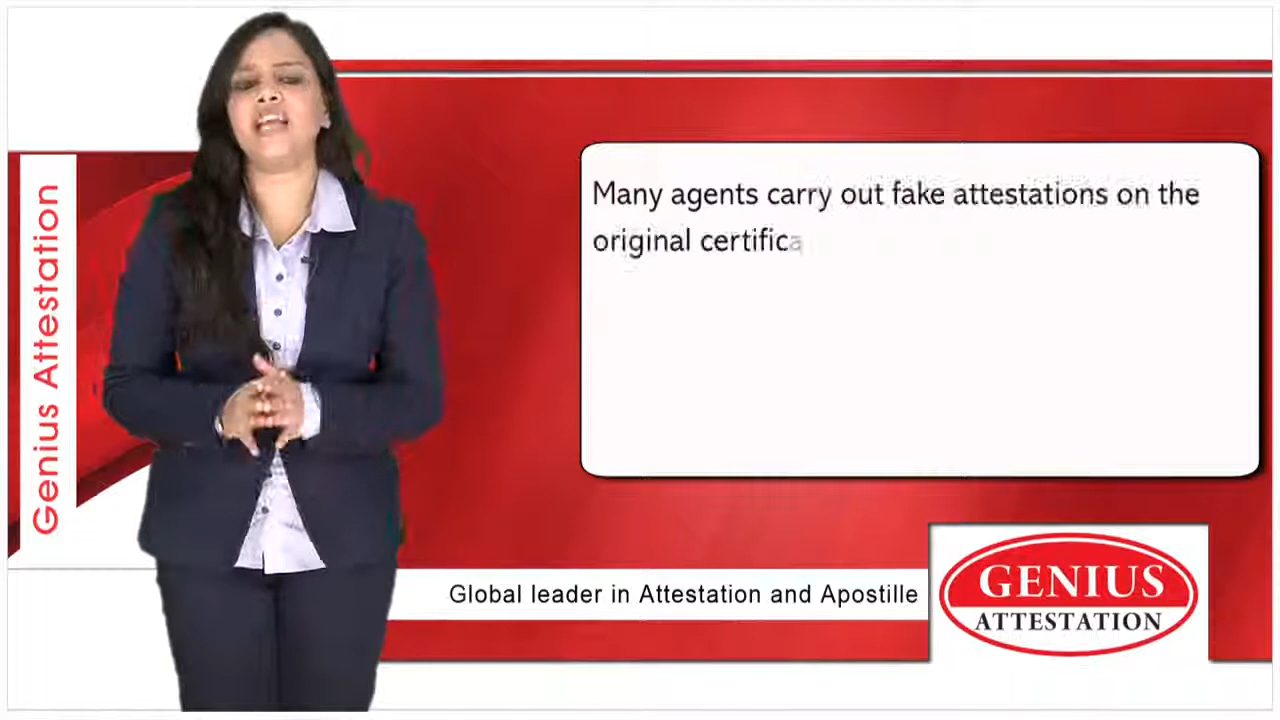 Genius Attestation
Many agents carry out fake attestations on the
original certifica
Global leader in Attestation and Apostille
GENIUS
ATTESTATION